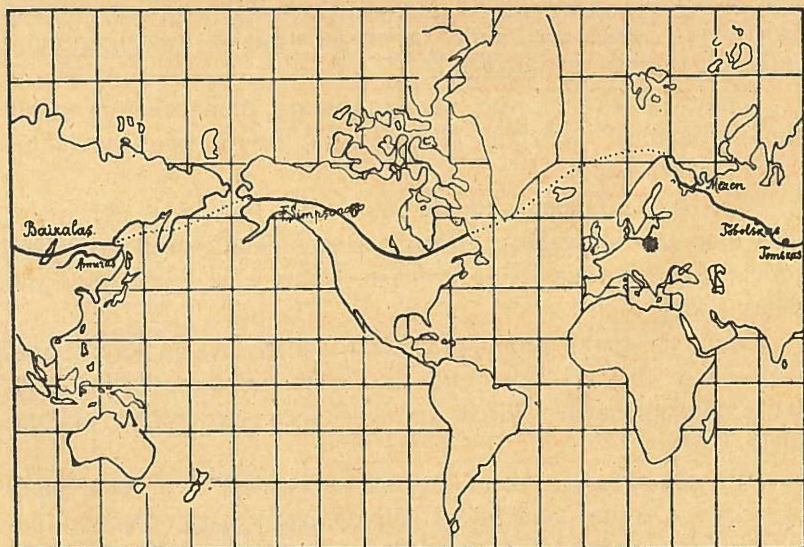 Baikalas
Amuras
F. Simpsonas
Mezen
Tobolskas
Tomskas